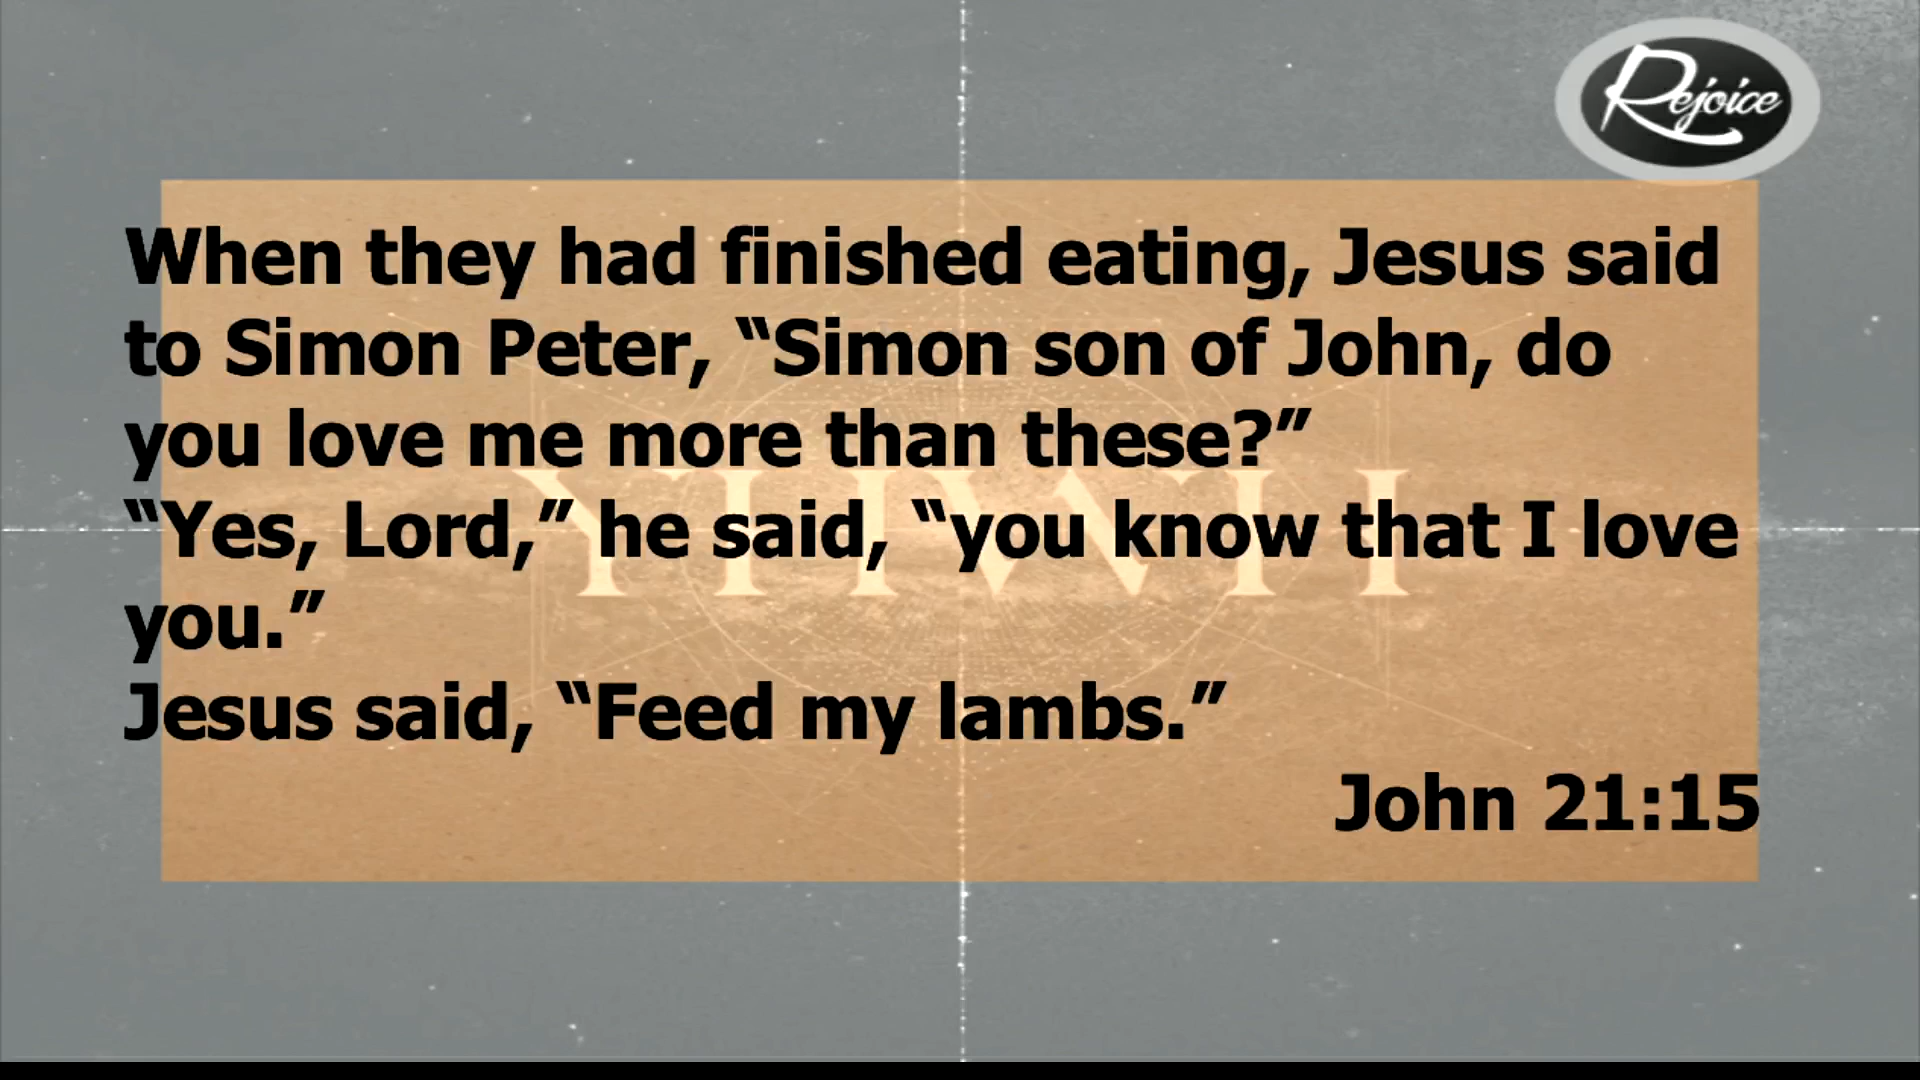 Rejoice
When they had finished eating, Jesus said
to Simon Peter, “Simon son of John, do
you love me more than these?”
“Yes, Lord,” he said, “you know that I love
you.”
Jesus said, “Feed my lambs.”
John 21:15